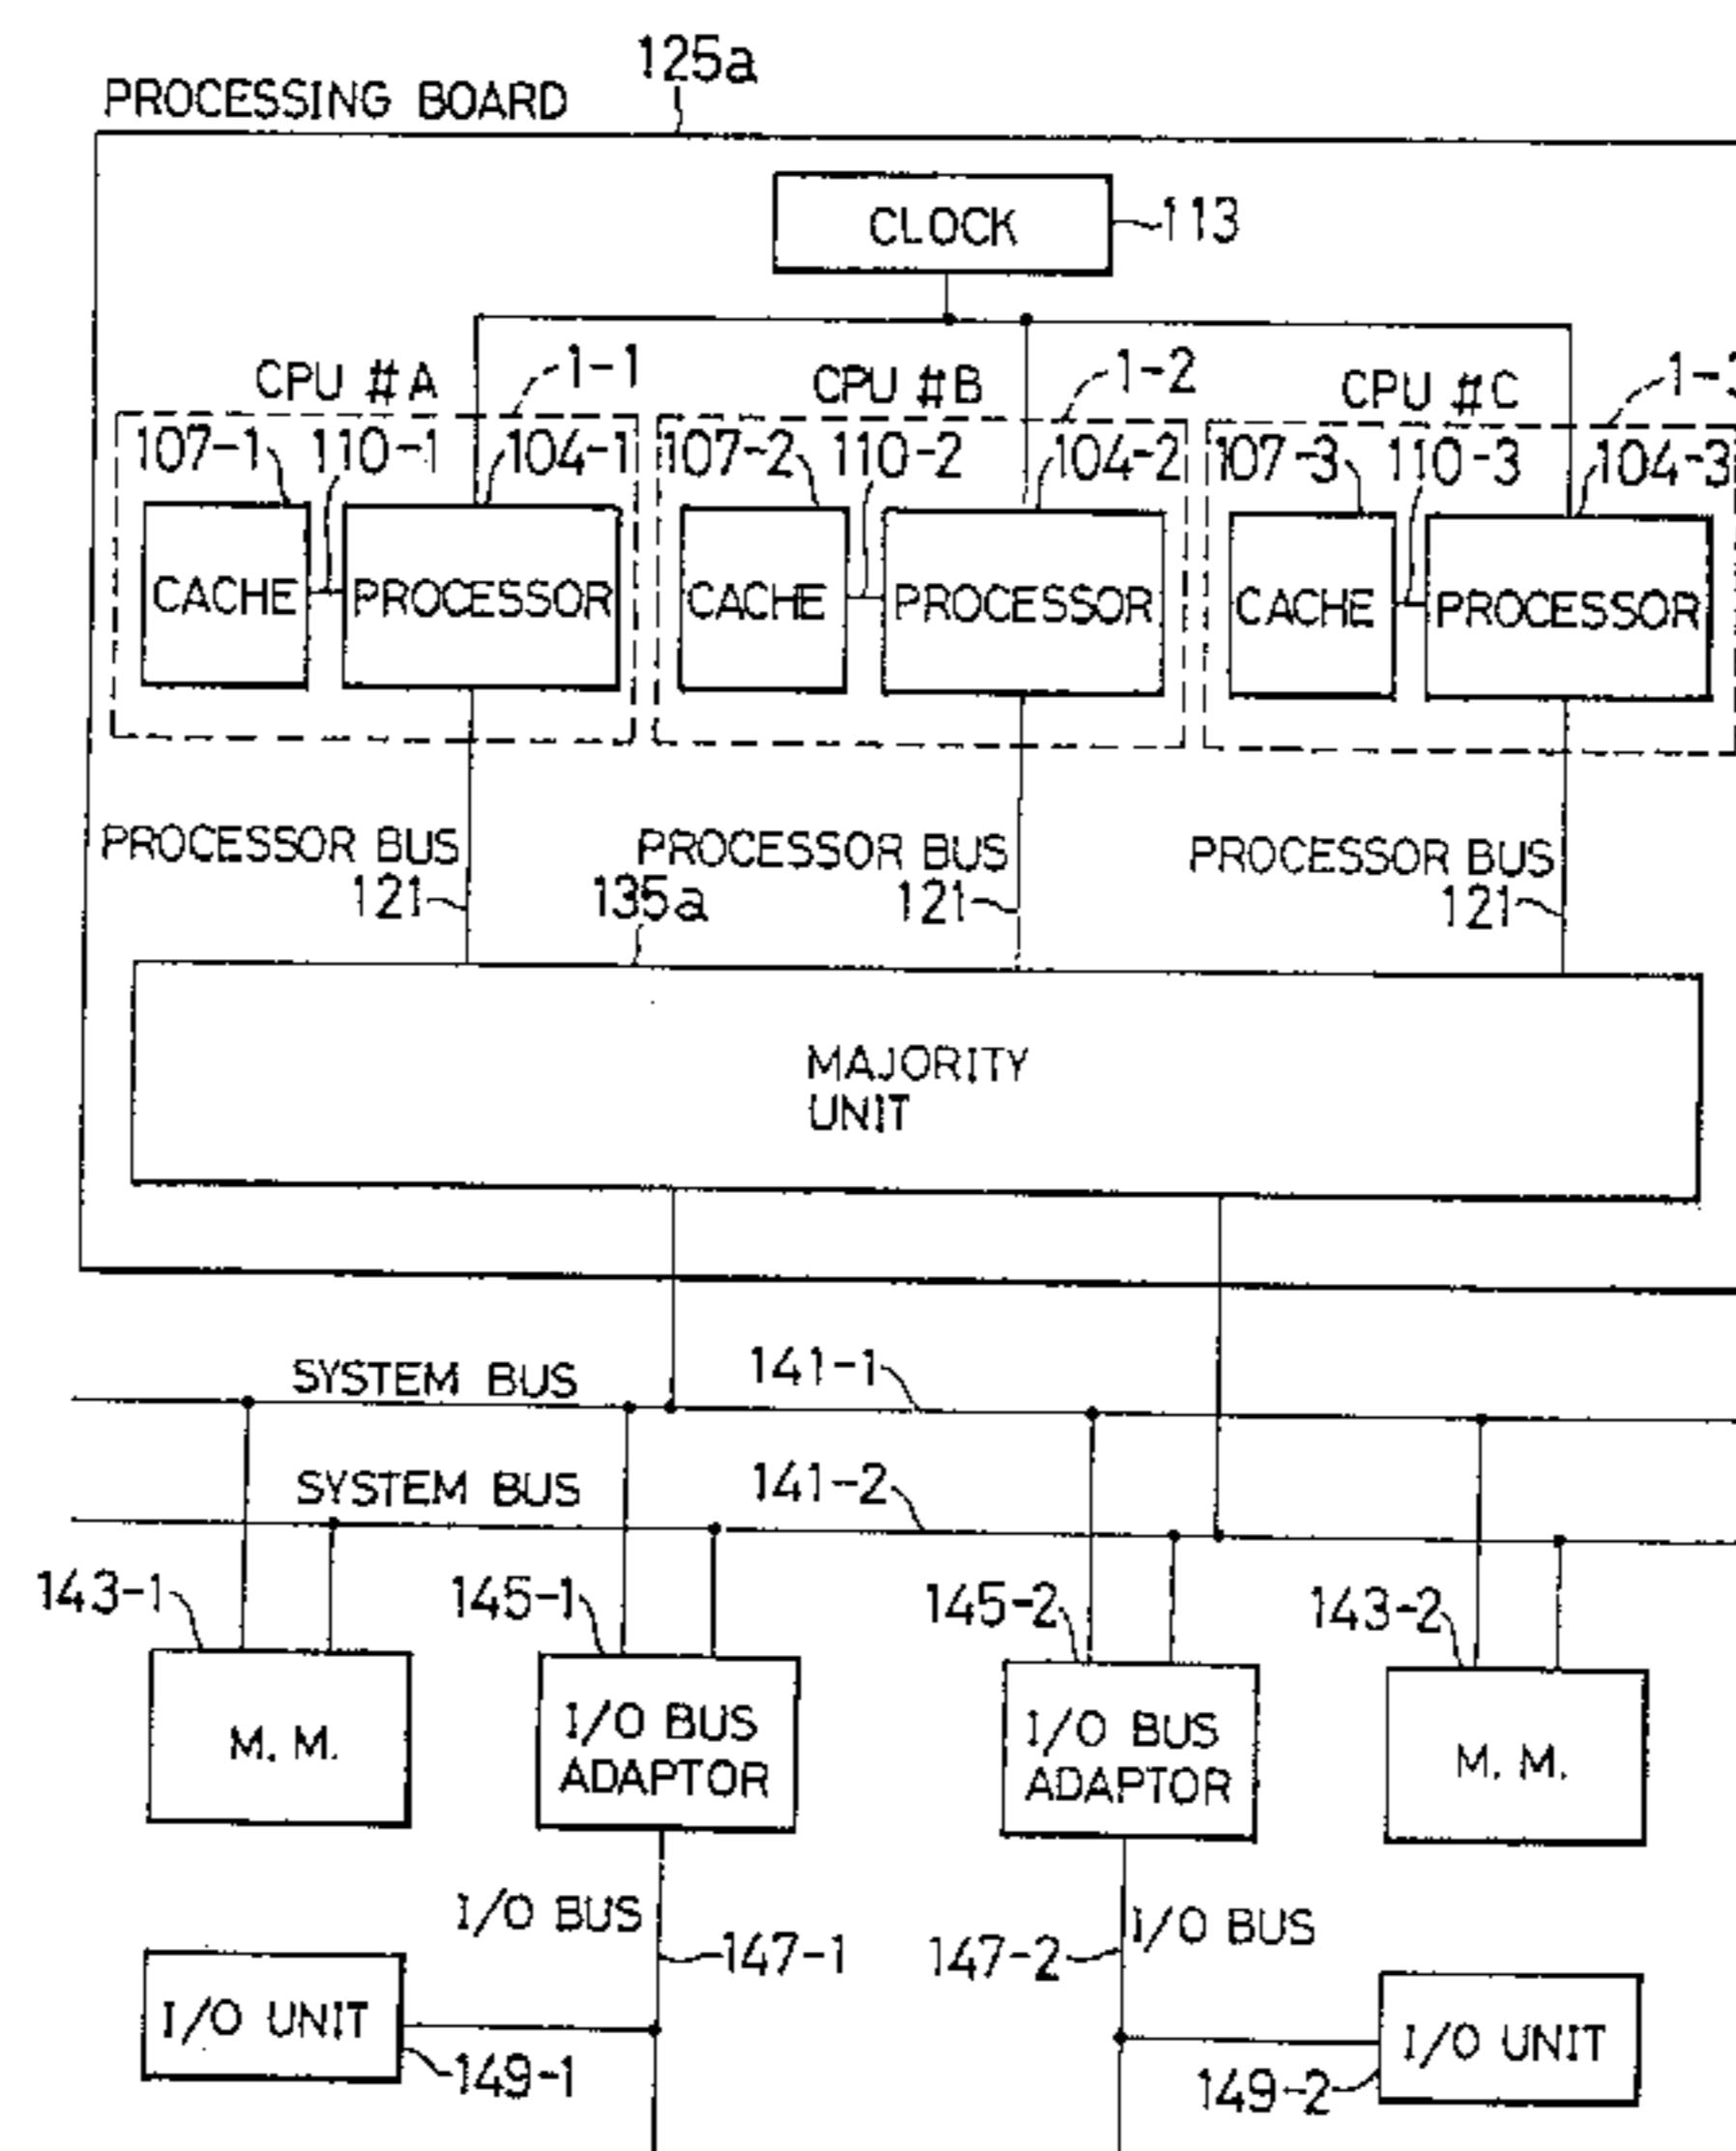 125a
PROCESSING BOARD
CLOCK
113
CPU #A
1-1
CPU #B
1-2
CPU #C
107-1
110-1
104-1
107-2
110-2
104-2
107-3
110-3
104-3
CACHE
PROCESSOR
CACHE
PROCESSOR
CACHE
PROCESSOR
PROCESSOR BUS
121
135a
PROCESSOR BUS
121
PROCESSOR BUS
121
MAJORITY
UNIT
SYSTEM BUS
141-1
SYSTEM BUS
141-2
143-1
145-1
145-2
143-2
M. M.
I/O BUS
ADAPTOR
I/O BUS
ADAPTOR
M. M.
I/O BUS
147-1
147-2
I/O BUS
I/O UNIT
149-1
I/O UNIT
149-2